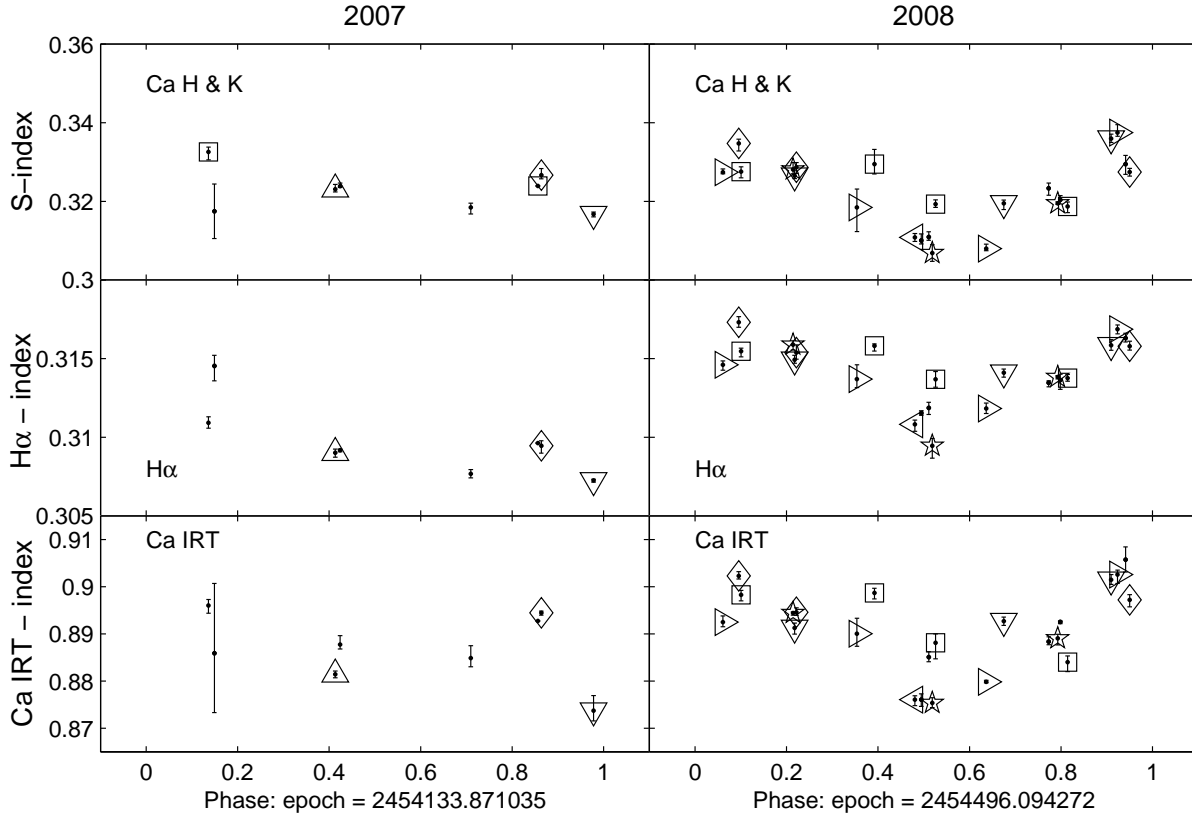 2007
2008
S−index
0.36
0.34
0.32
0.3
Ca H & K
Ca H & K
Hα − index
0.315
0.31
0.305
Hα
Hα
Ca IRT − index
0.91
0.9
0.89
0.88
0.87
Ca IRT
Ca IRT
0 0.2 0.4 0.6 0.8 1
0 0.2 0.4 0.6 0.8 1
Phase: epoch = 2454133.871035
Phase: epoch = 2454496.094272